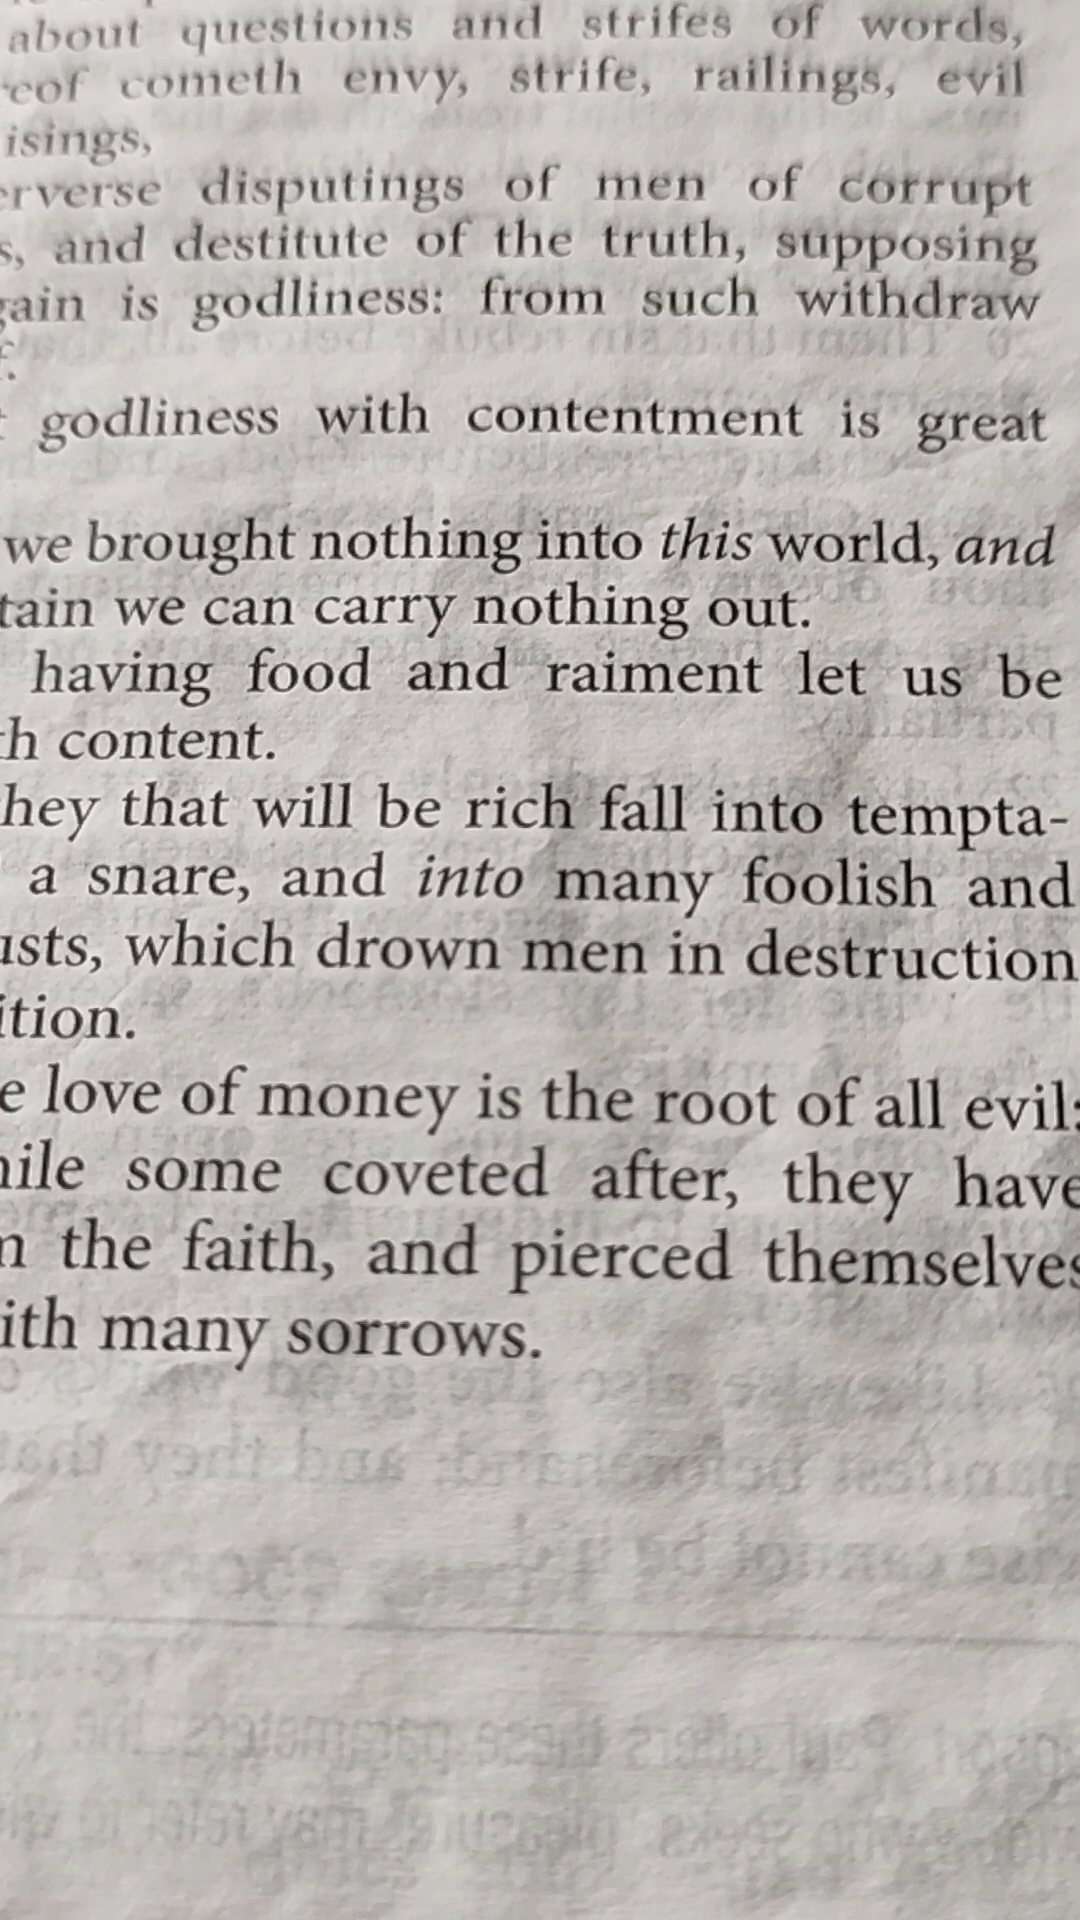 about questions and strifes of words,
reof cometh envy, strife, railings, evil
isings,
erverse disputings of men of corrupt
s, and destitute of the truth, supposing
gain is godliness: from such withdraw
f.
t godliness with contentment is great
we brought nothing into this world, and
tain we can carry nothing out.
having food and raiment let us be
th content.
hey that will be rich fall into tempta-
a snare, and into many foolish and
usts, which drown men in destruction
ition.
e love of money is the root of all evil:
hile some coveted after, they have
m the faith, and pierced themselves
ith many sorrows.